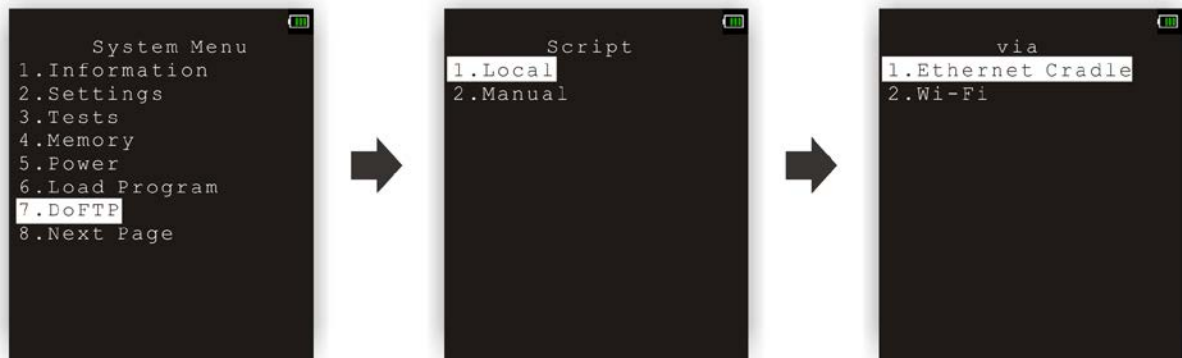 System Menu
1.Information
2.Settings
3.Tests
4.Memory
5.Power
6.Load Program
7.DoFTP
8.Next Page
Script
1.Local
2.Manual
via
1.Ethernet Cradle
2.Wi-Fi